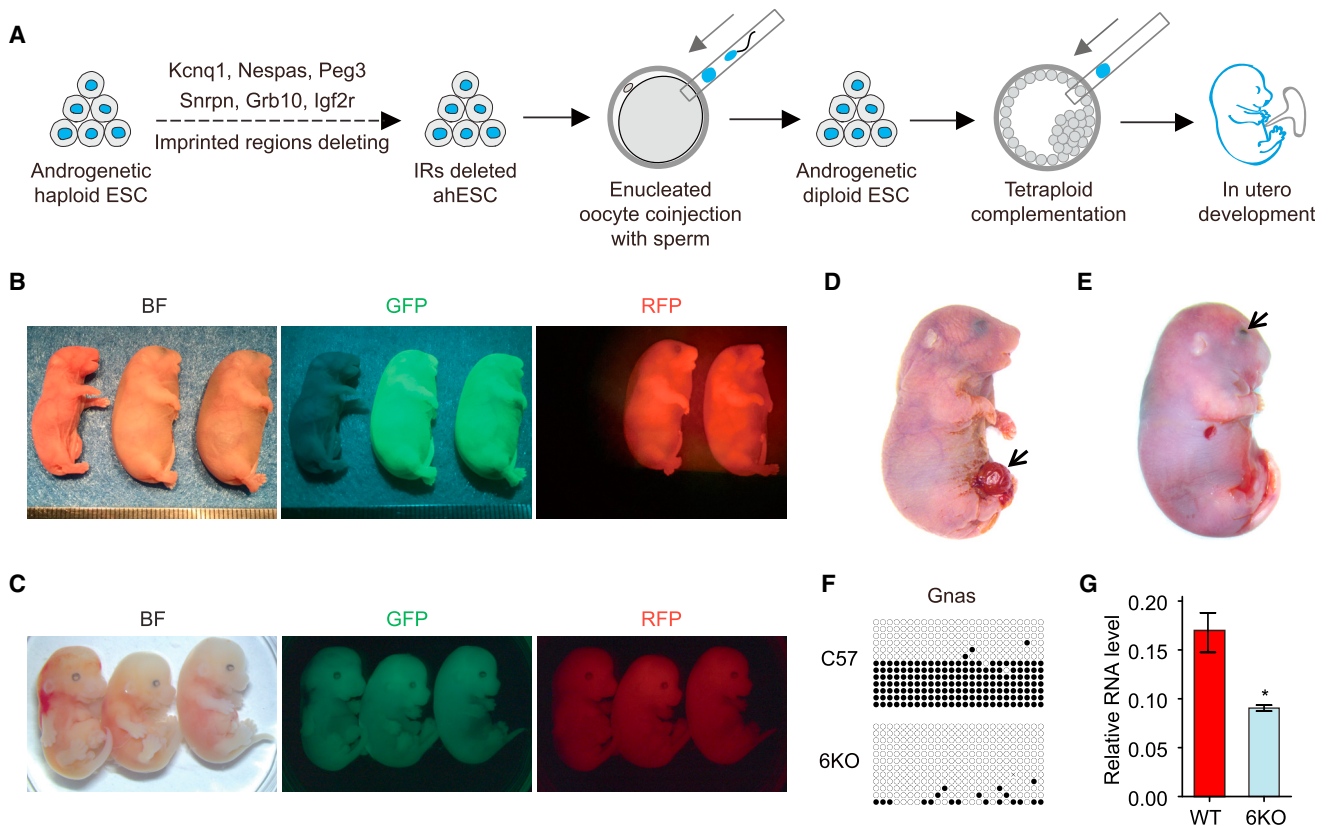 A
Kcnq1, Nespas, Peg3
Snrpn, Grb10, Igf2r
Imprinted regions deleting
Androgenetic
haploid ESC
IRs deleted
ahESC
Enucleated
oocyte coinjection
with sperm
Androgenetic
diploid ESC
Tetraploid
complementation
In utero
development
B
BF
GFP
RFP
D
E
C
BF
GFP
RFP
F
Gnas
C57
6KO
G
Relative RNA level
0.20
0.15
0.10
0.05
0.00
*
WT
6KO